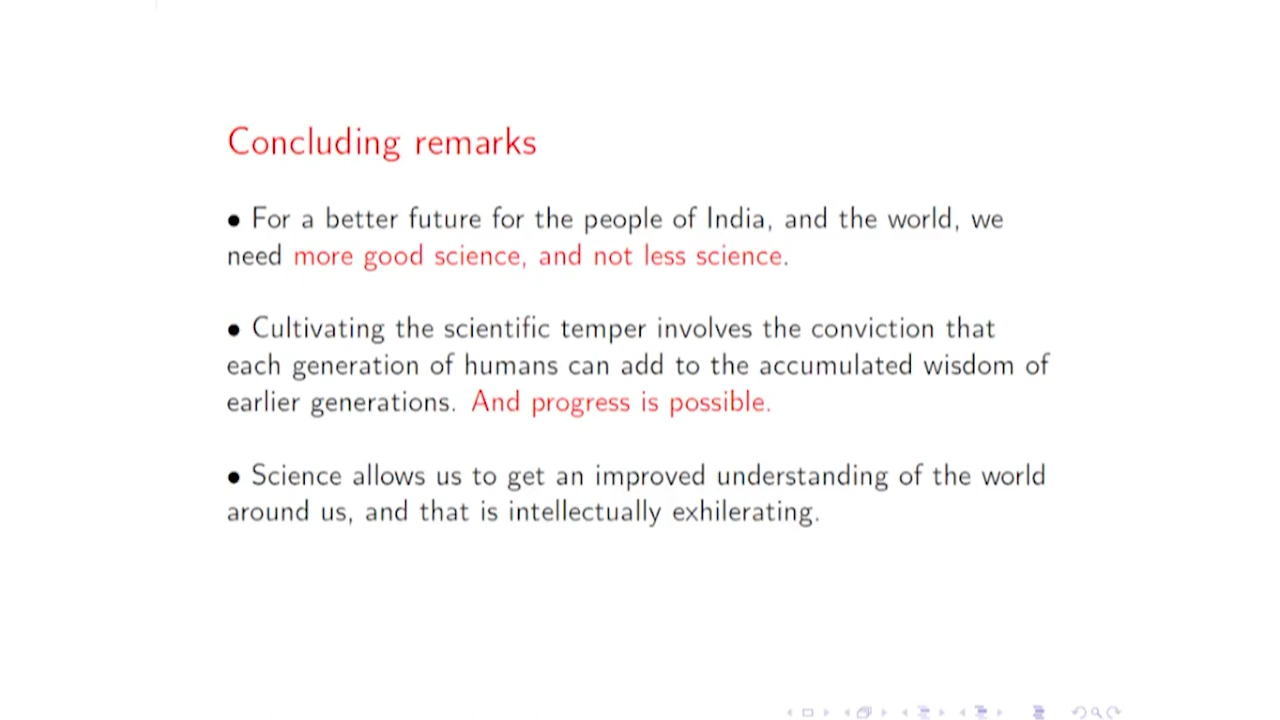 Concluding remarks
• For a better future for the people of India, and the world, we
need more good science, and not less science.
• Cultivating the scientific temper involves the conviction that
each generation of humans can add to the accumulated wisdom of
earlier generations. And progress is possible.
• Science allows us to get an improved understanding of the world
around us, and that is intellectually exhilerating.